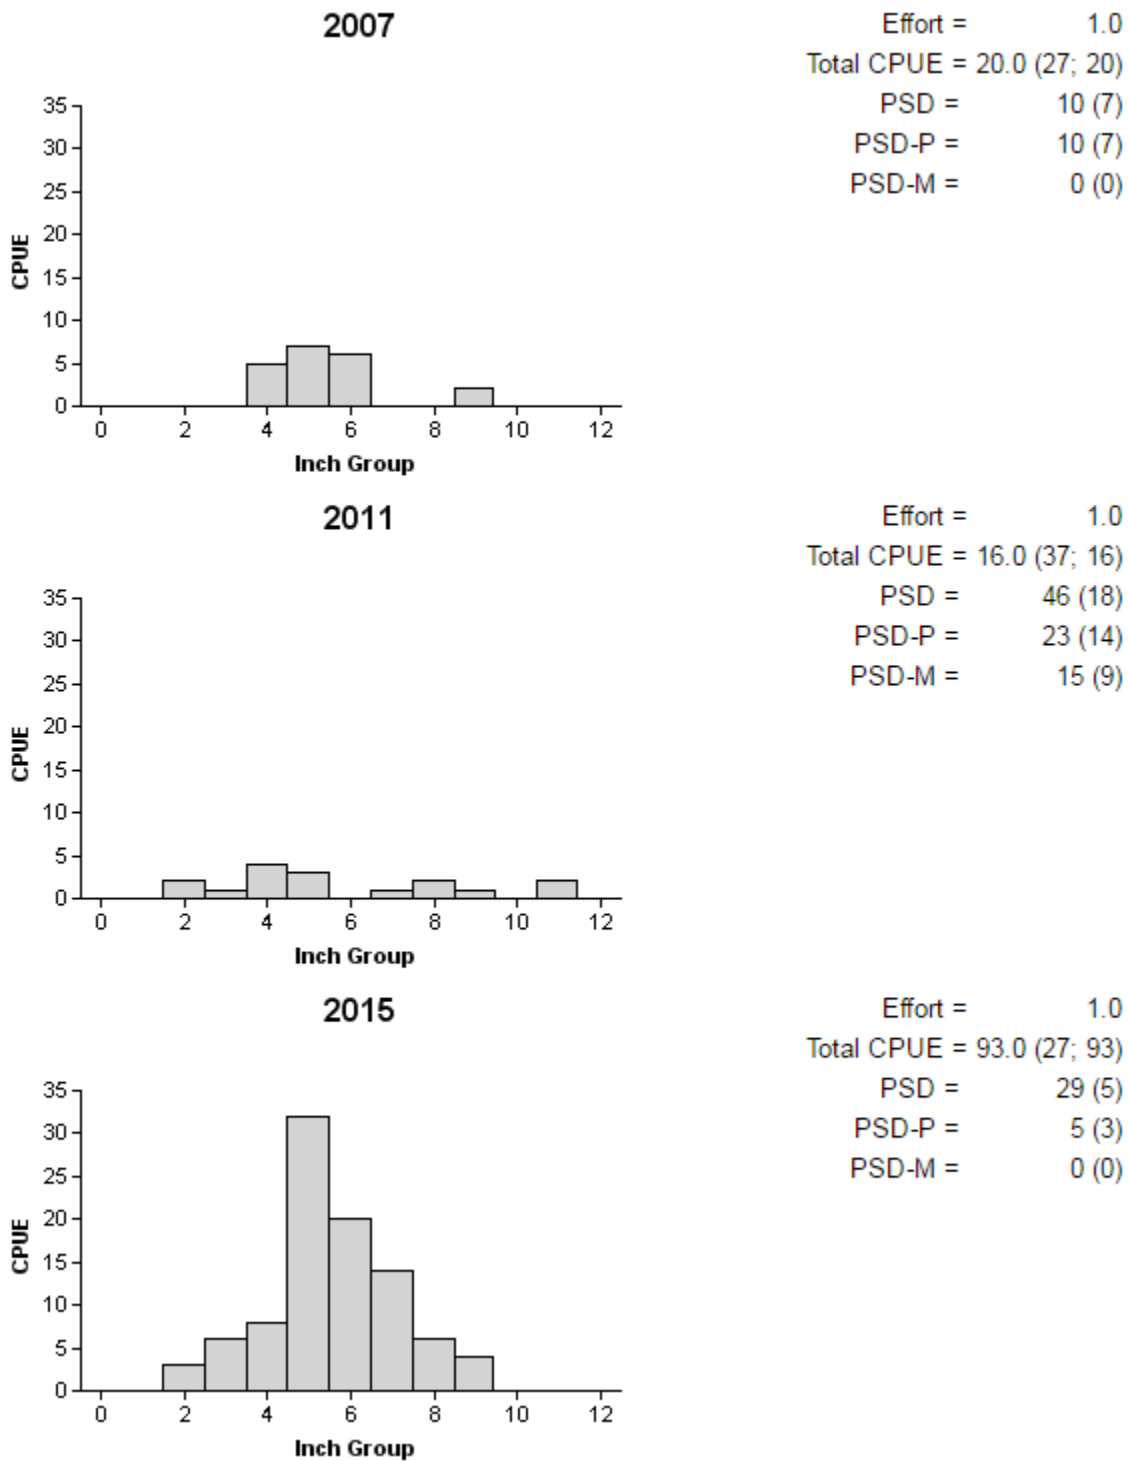 2007
Effort = 1.0
Total CPUE = 20.0 (27; 20)
PSD = 10 (7)
PSD-P = 10 (7)
PSD-M = 0 (0)
35
30
25
20
15
10
5
0
CPUE
0 2 4 6 8 10 12
Inch Group
2011
Effort = 1.0
Total CPUE = 16.0 (37; 16)
PSD = 46 (18)
PSD-P = 23 (14)
PSD-M = 15 (9)
35
30
25
20
15
10
5
0
CPUE
0 2 4 6 8 10 12
Inch Group
2015
Effort = 1.0
Total CPUE = 93.0 (27; 93)
PSD = 29 (5)
PSD-P = 5 (3)
PSD-M = 0 (0)
35
30
25
20
15
10
5
0
CPUE
0 2 4 6 8 10 12
Inch Group